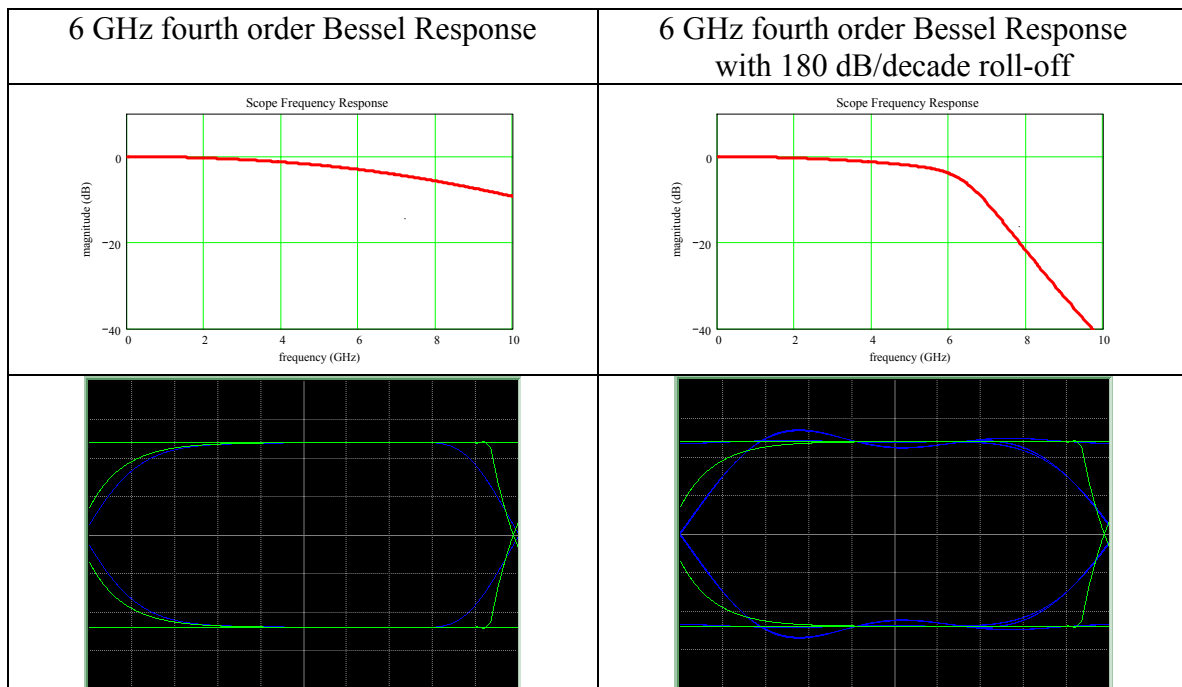 6 GHz fourth order Bessel Response
6 GHz fourth order Bessel Response
with 180 dB/decade roll-off
Scope Frequency Response
magnitude (dB)
0
−20
−40
0 2 4 6 8 10
frequency (GHz)
Scope Frequency Response
magnitude (dB)
0
−20
−40
0 2 4 6 8 10
frequency (GHz)